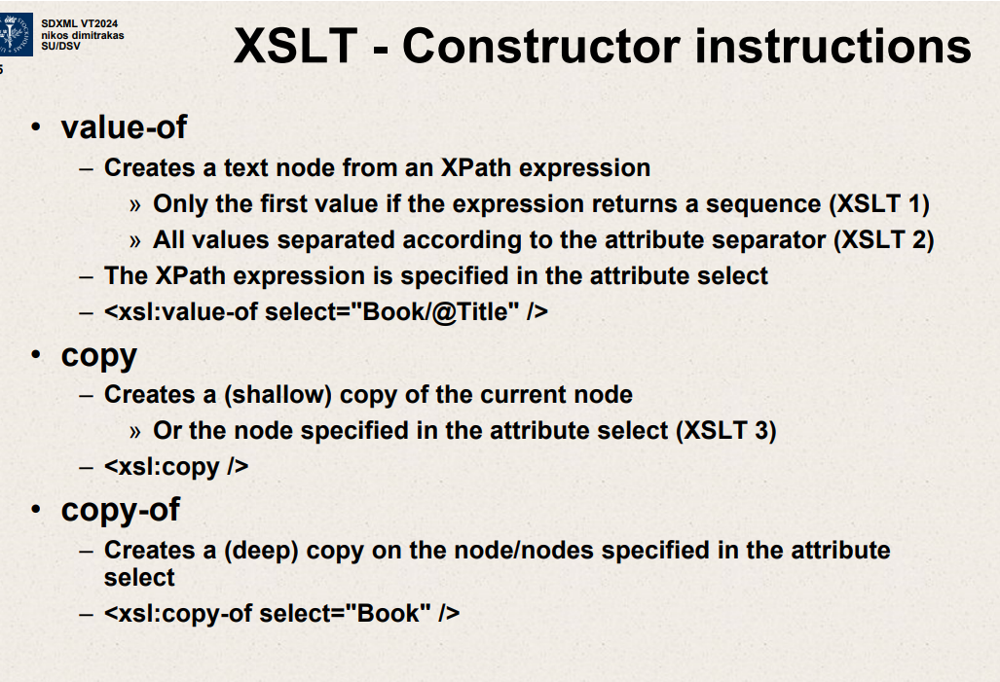 SDXML VT2024
nikos dimitrakas
SU/DSV
5
XSLT - Constructor instructions
• value-of
– Creates a text node from an XPath expression
» Only the first value if the expression returns a sequence (XSLT 1)
» All values separated according to the attribute separator (XSLT 2)
– The XPath expression is specified in the attribute select
– <xsl:value-of select="Book/@Title" />
• copy
– Creates a (shallow) copy of the current node
» Or the node specified in the attribute select (XSLT 3)
– <xsl:copy />
• copy-of
– Creates a (deep) copy on the node/nodes specified in the attribute
select
– <xsl:copy-of select="Book" />